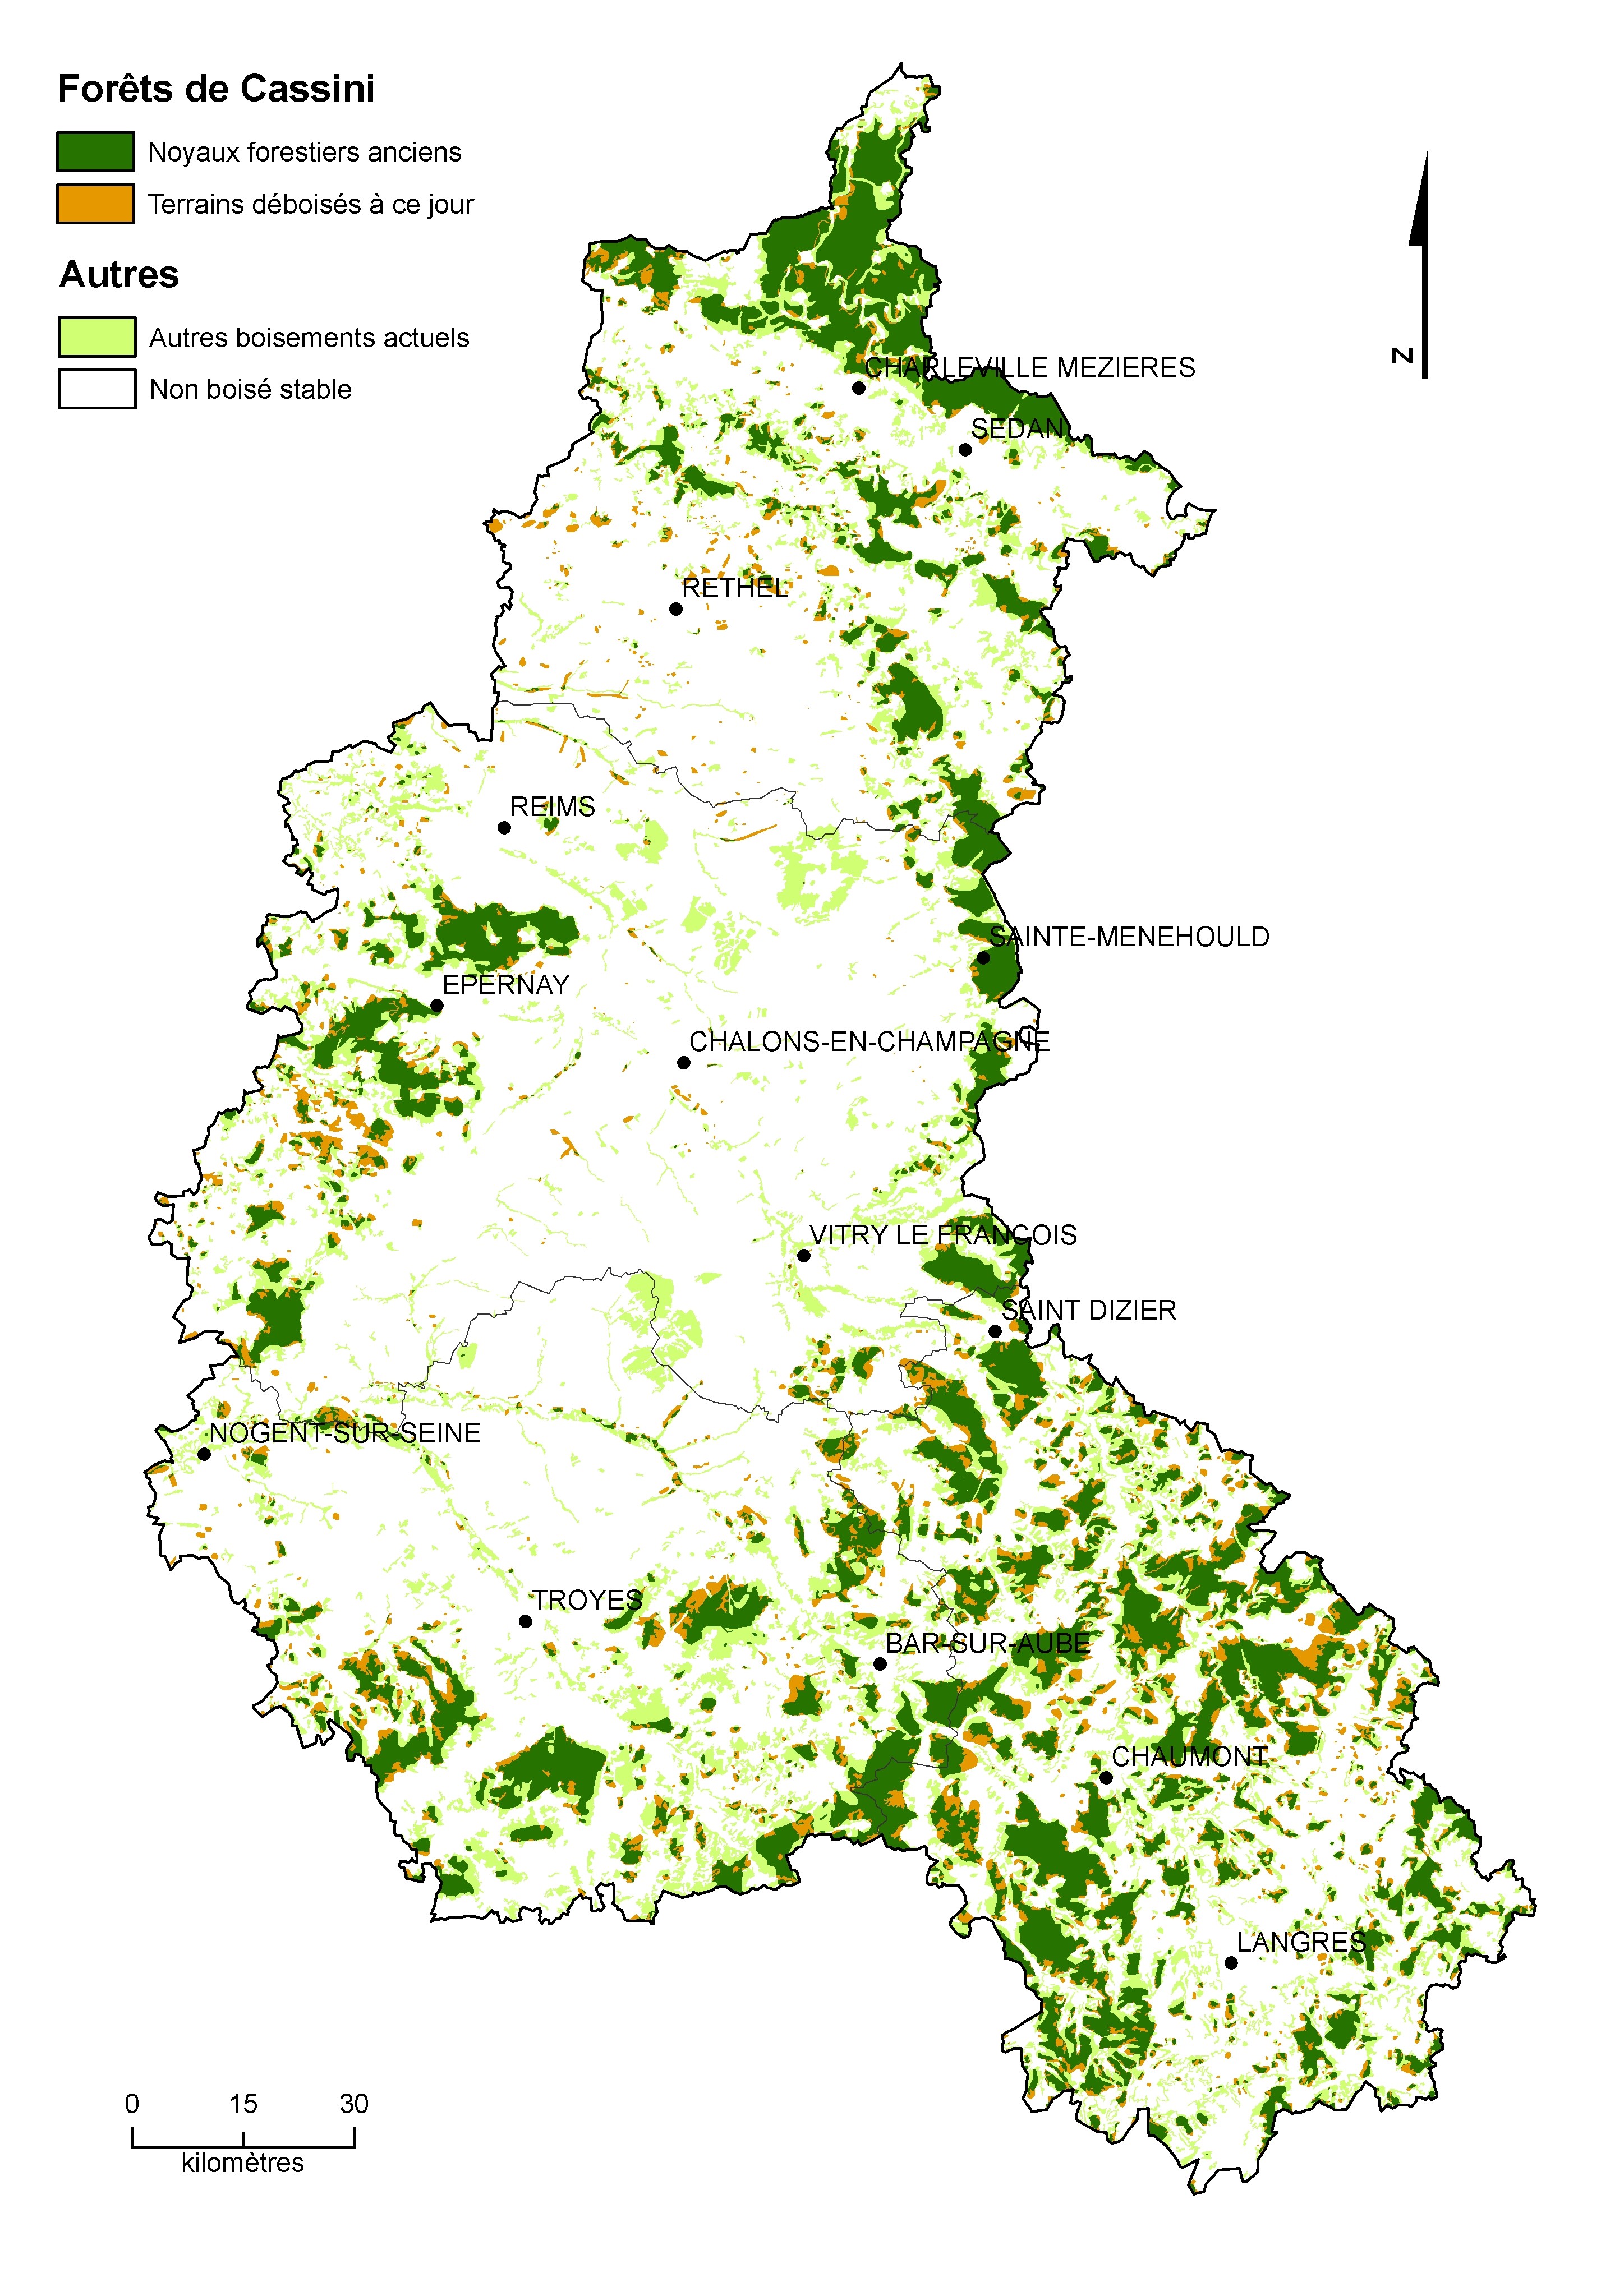 Forêts de Cassini
Noyaux forestiers anciens
Terrains déboisés à ce jour
Autres
Autres boisements actuels
Non boisé stable
N
CHARLEVILLE MEZIERES
SEDAN
RETHEL
REIMS
SAINTE-MENEHOULD
EPERNAY
CHALONS-EN-CHAMPAGNE
VITRY LE FRANCOIS
SAINT DIZIER
NOGENT-SUR-SEINE
TROYES
BAR-SUR-AUBE
CHAUMONT
LANGRES
0 15 30
kilomètres